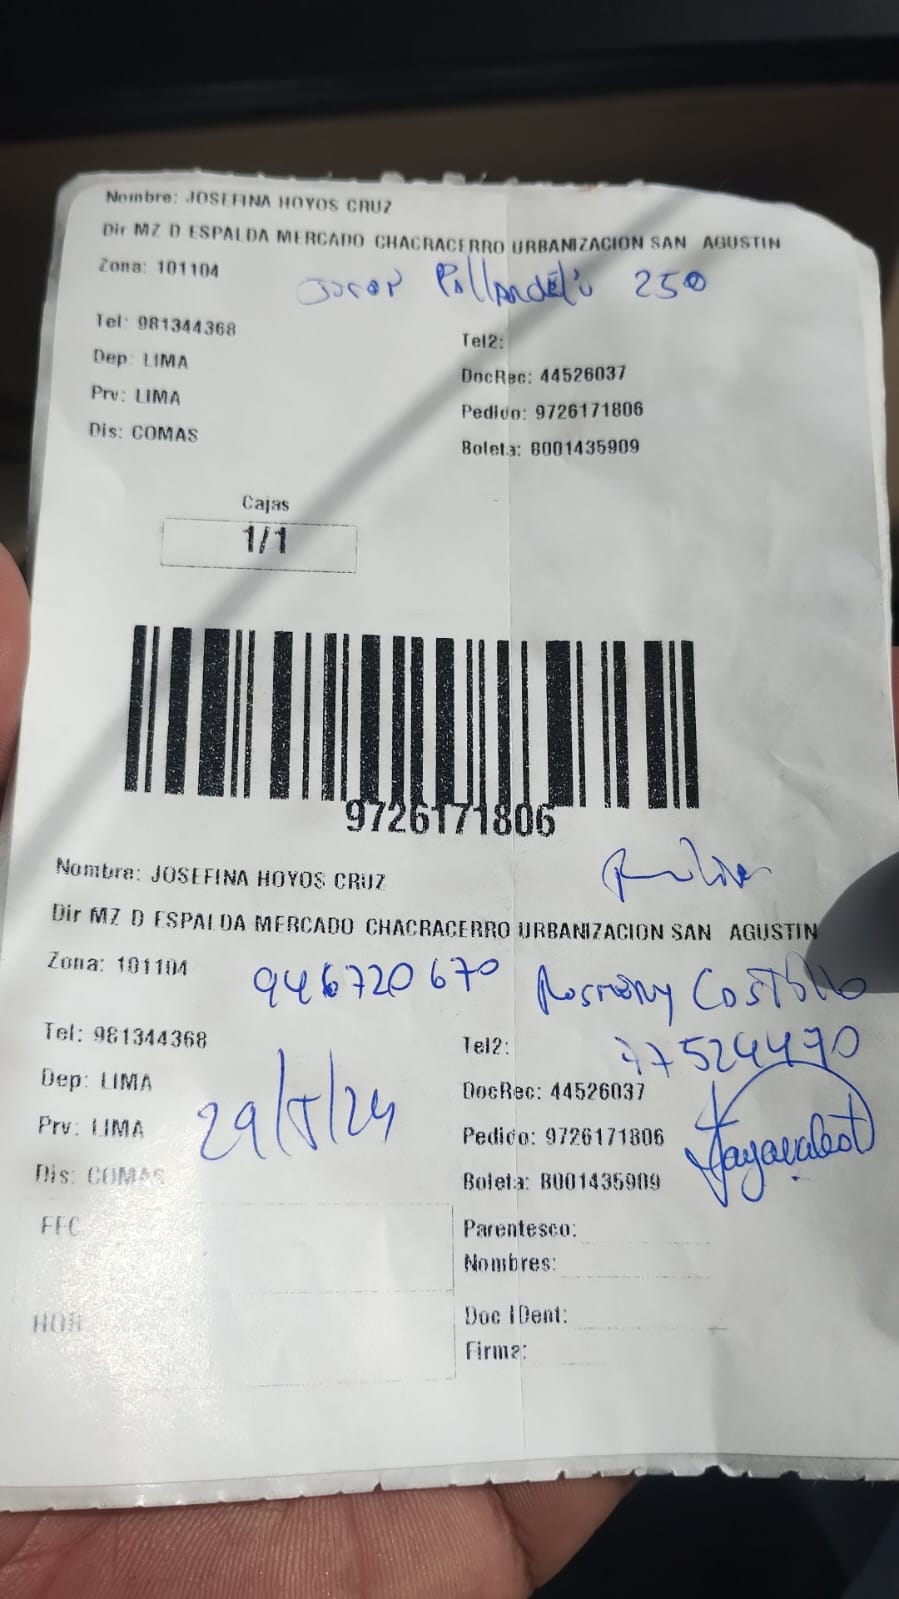 Nombre: JOSEFINA HOYOS CRUZ
Dir MZ D ESPALDA MERCADO CHACRACERRO URBANIZACION SAN AGUSTIN
Zona: 101104
250
Tel: 981344368
Tel2:
Dep: LIMA
DocRec: 44526037
Prv: LIMA
Pedido: 9726171806
Dis: COMAS
Boleta: B001435909
Cajas
1/1
9726171806
Nombre: JOSEFINA HOYOS CRUZ
Dir MZ D ESPALDA MERCADO CHACRACERRO URBANIZACION SAN AGUSTIN
Zona: 101104
946720670
Tel: 981344368
Tel2:
77524490
Dep: LIMA
DocRec: 44526037
Prv: LIMA
29/5/24
Pedido: 9726171806
Dis: COMAS
Boleta: B001435909
Parentesco:
Nombres:
HOR
Doc IDent:
Firma: